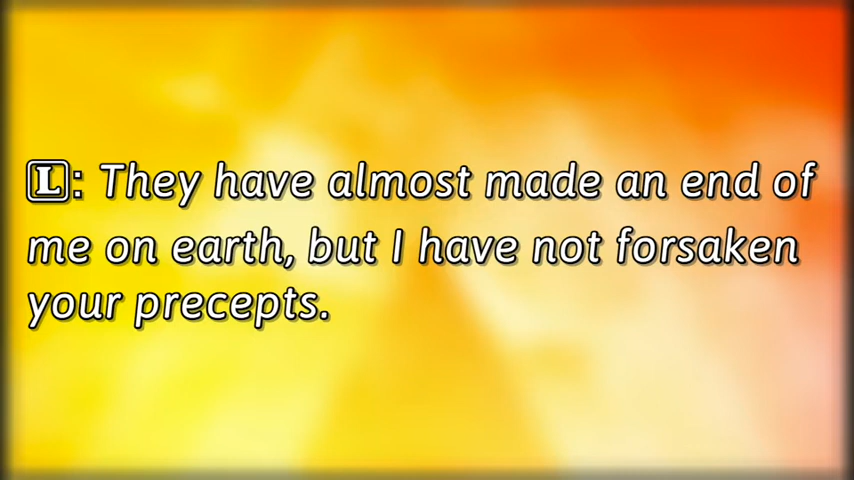 L: They have almost made an end of
me on earth, but I have not forsaken
your precepts.